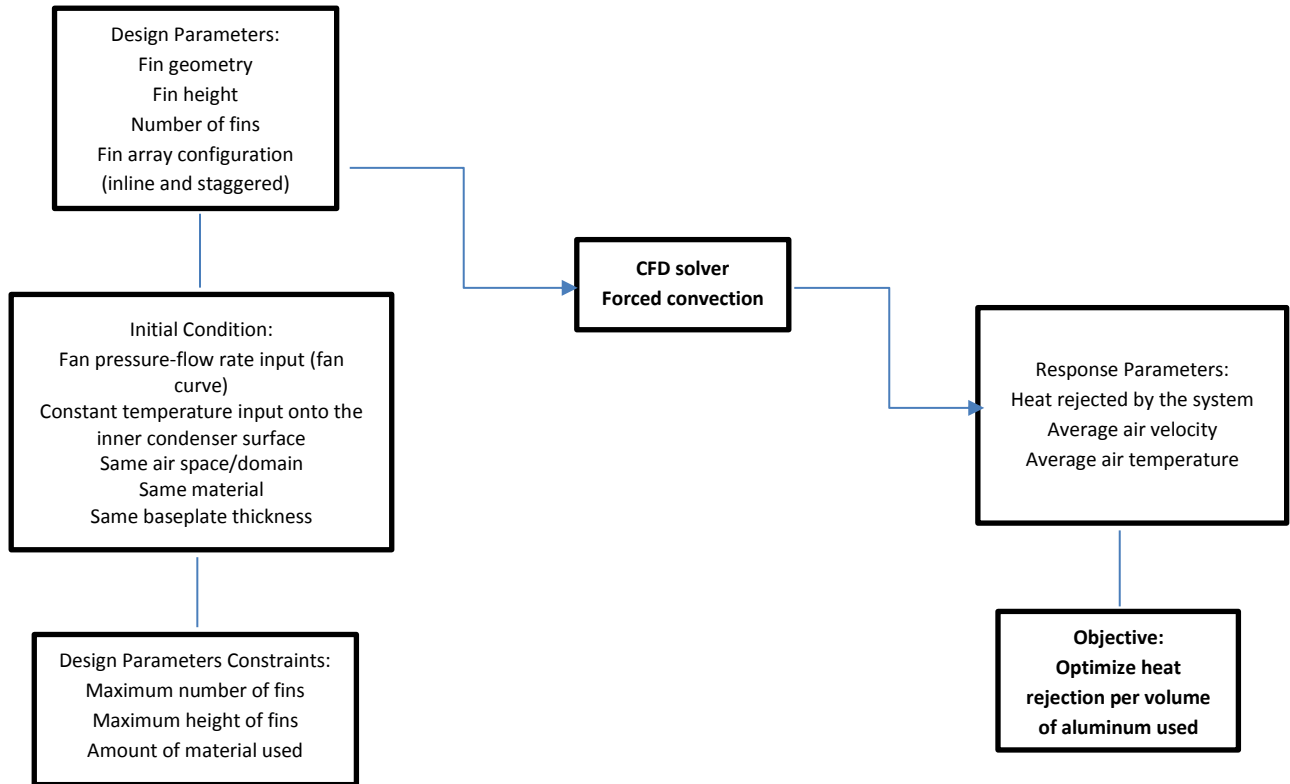 Design Parameters:
Fin geometry
Fin height
Number of fins
Fin array configuration
(inline and staggered)
Initial Condition:
Fan pressure-flow rate input (fan
curve)
Constant temperature input onto the
inner condenser surface
Same air space/domain
Same material
Same baseplate thickness
Design Parameters Constraints:
Maximum number of fins
Maximum height of fins
Amount of material used
CFD solver
Forced convection
Response Parameters:
Heat rejected by the system
Average air velocity
Average air temperature
Objective:
Optimize heat
rejection per volume
of aluminum used